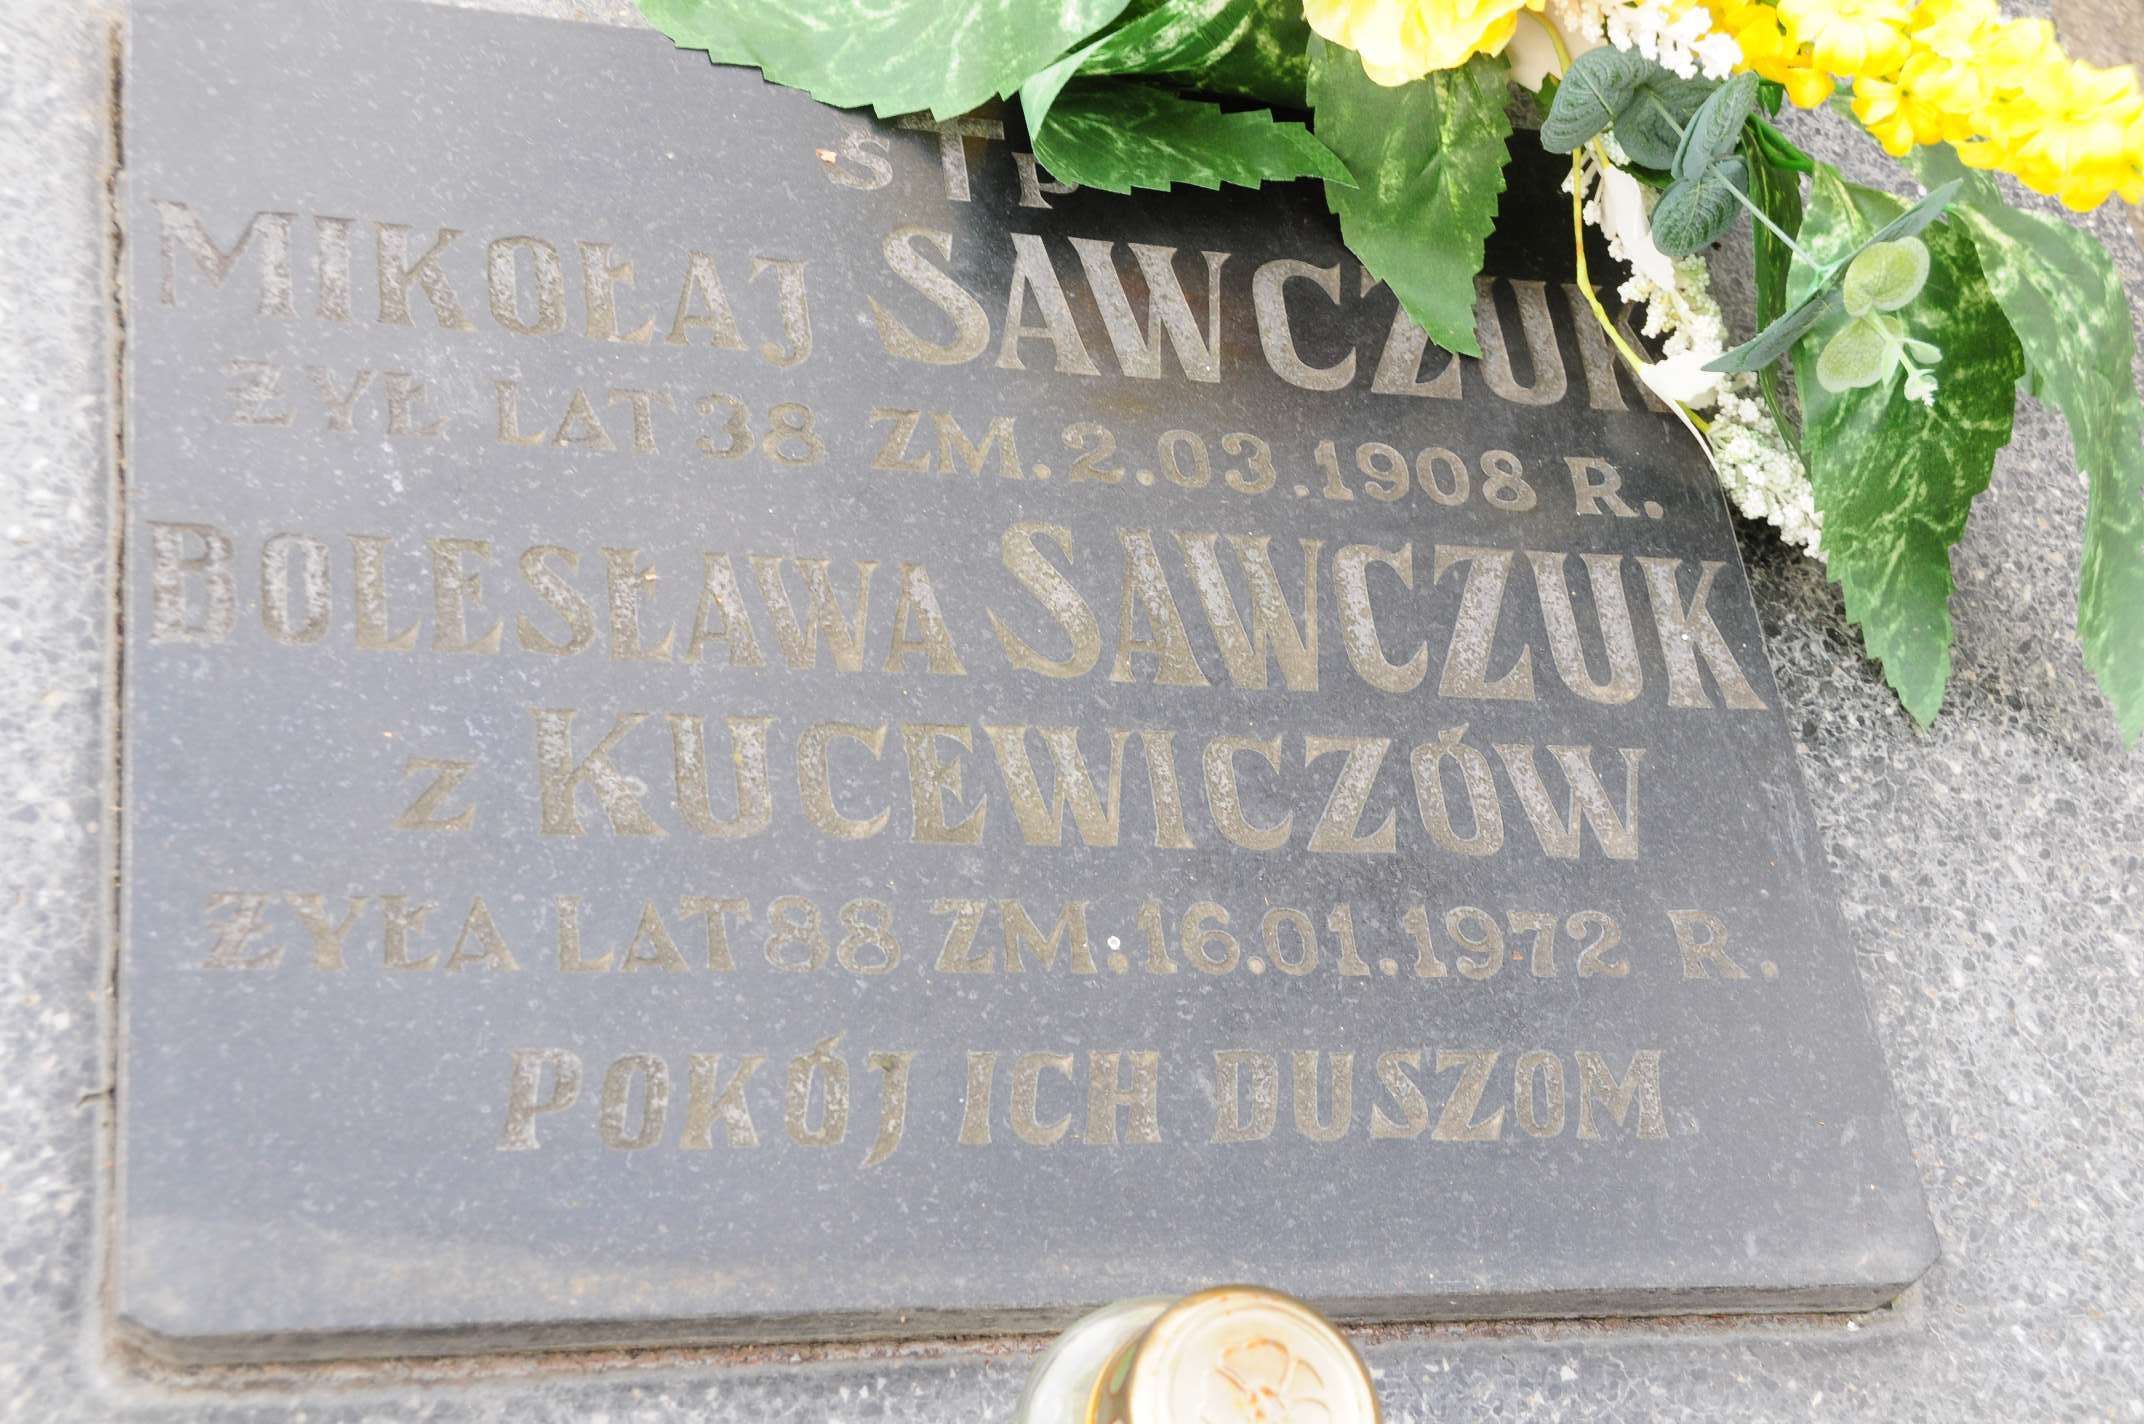 S†P
MIKOŁAJ SAWCZUK
ŻYŁ LAT 38 ZM. 2.03.1908 R.
BOLESŁAWA SAWCZUK
z KUCEWICZÓW
ŻYŁA LAT 88 ZM. 16.01.1972 R.
POKÓJ ICH DUSZOM